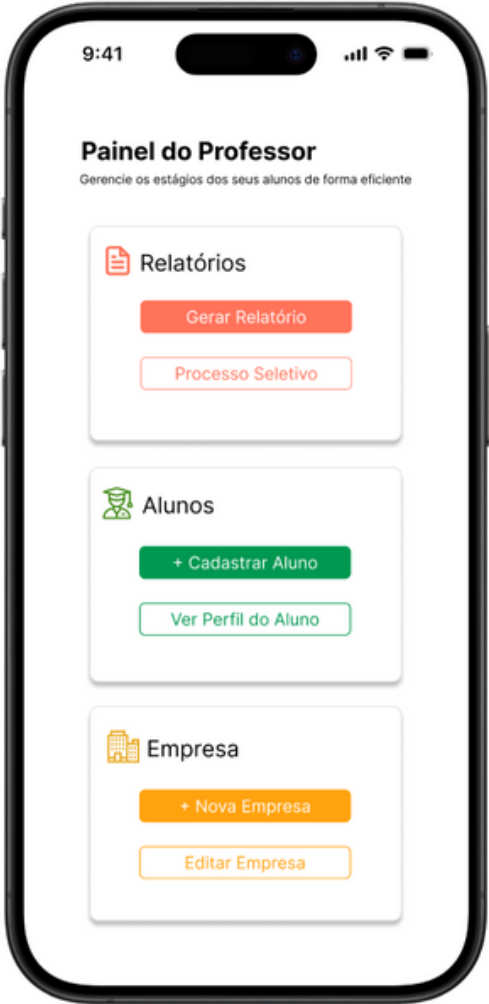 9:41
Painel do Professor
Gerencie os estágios dos seus alunos de forma eficiente
Relatórios
Gerar Relatório
Processo Seletivo
Alunos
+ Cadastrar Aluno
Ver Perfil do Aluno
Empresa
+ Nova Empresa
Editar Empresa